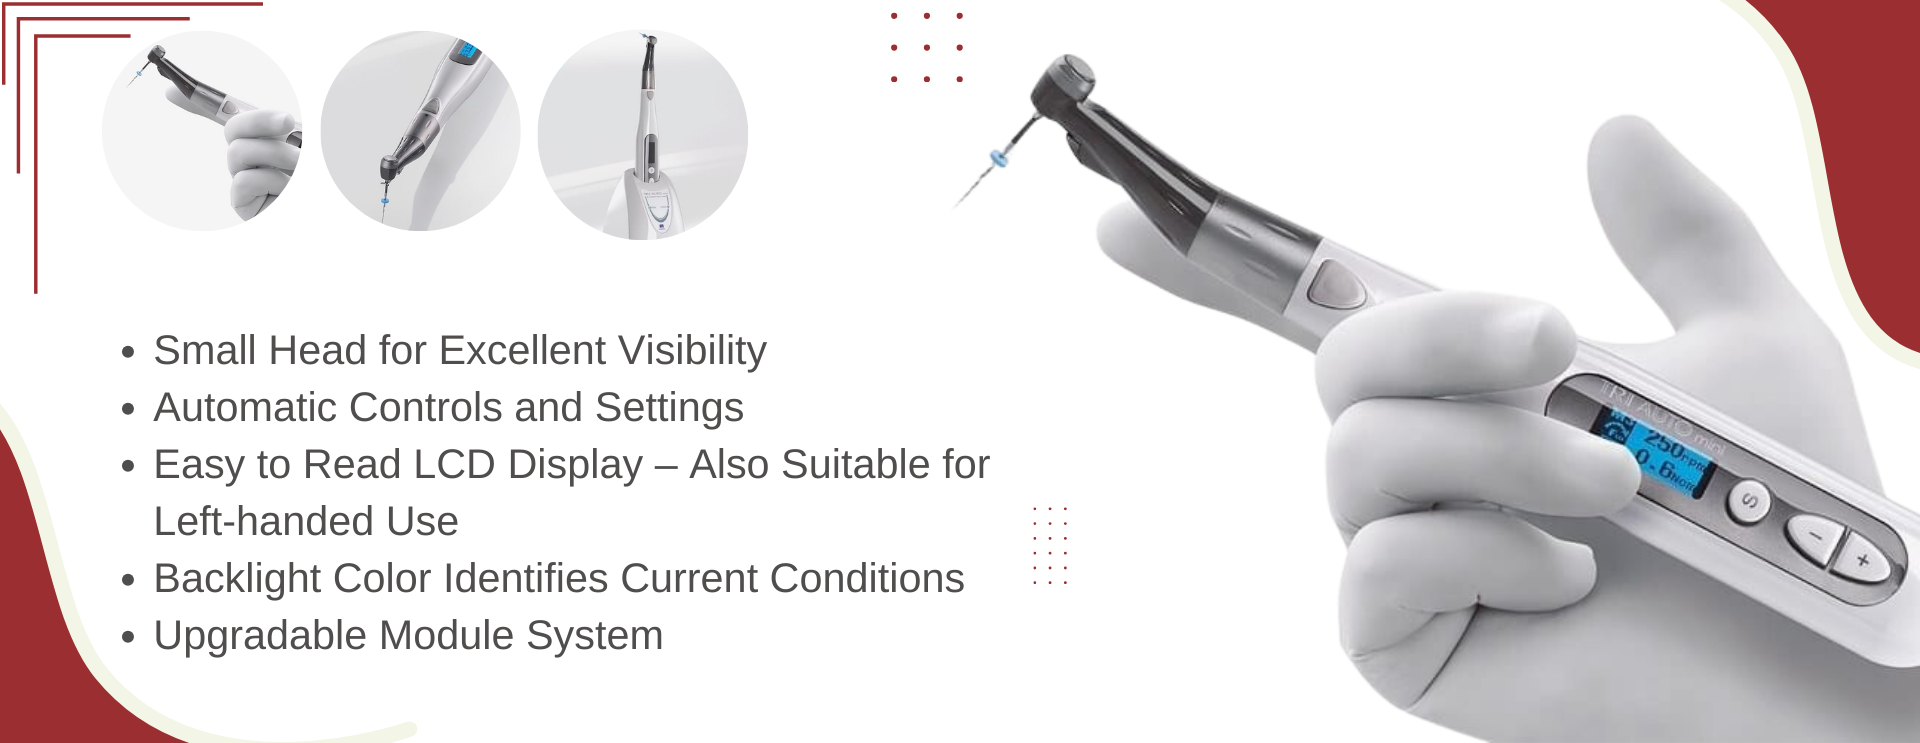 • Small Head for Excellent Visibility
• Automatic Controls and Settings
• Easy to Read LCD Display – Also Suitable for
Left-handed Use
• Backlight Color Identifies Current Conditions
• Upgradable Module System
TRI AUTO mini
250rpm
0.6Ncm
S
− +